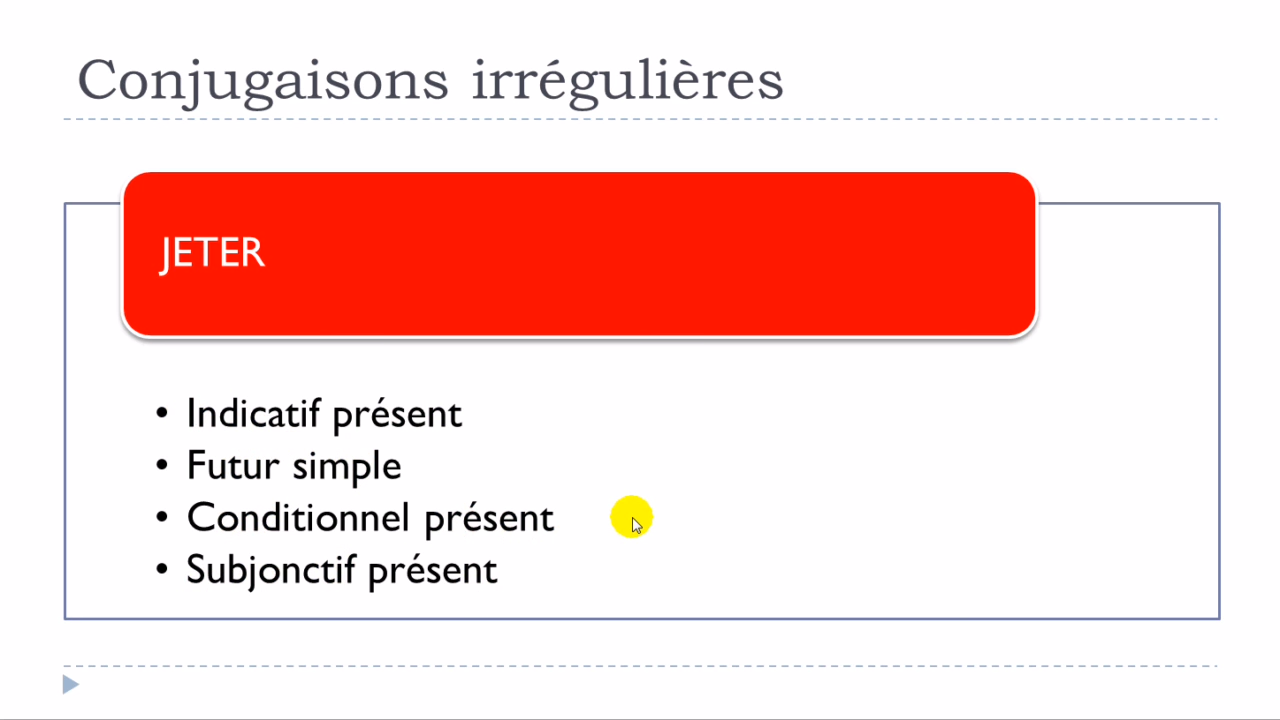 Conjugaisons irrégulières
JETER
• Indicatif présent
• Futur simple
• Conditionnel présent
• Subjonctif présent